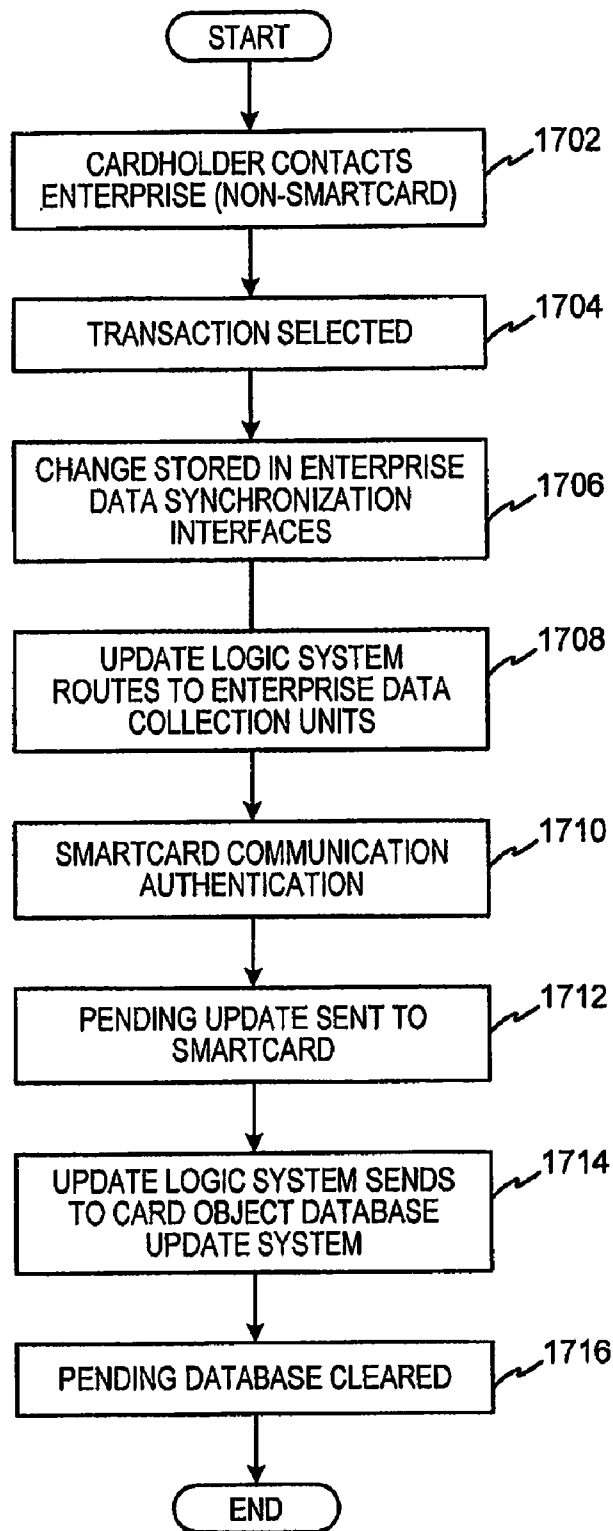 START
CARDHOLDER CONTACTS
ENTERPRISE (NON-SMARTCARD)
1702
TRANSACTION SELECTED
1704
CHANGE STORED IN ENTERPRISE
DATA SYNCHRONIZATION
INTERFACES
1706
UPDATE LOGIC SYSTEM
ROUTES TO ENTERPRISE DATA
COLLECTION UNITS
1708
SMARTCARD COMMUNICATION
AUTHENTICATION
1710
PENDING UPDATE SENT TO
SMARTCARD
1712
UPDATE LOGIC SYSTEM SENDS
TO CARD OBJECT DATABASE
UPDATE SYSTEM
1714
PENDING DATABASE CLEARED
1716
END